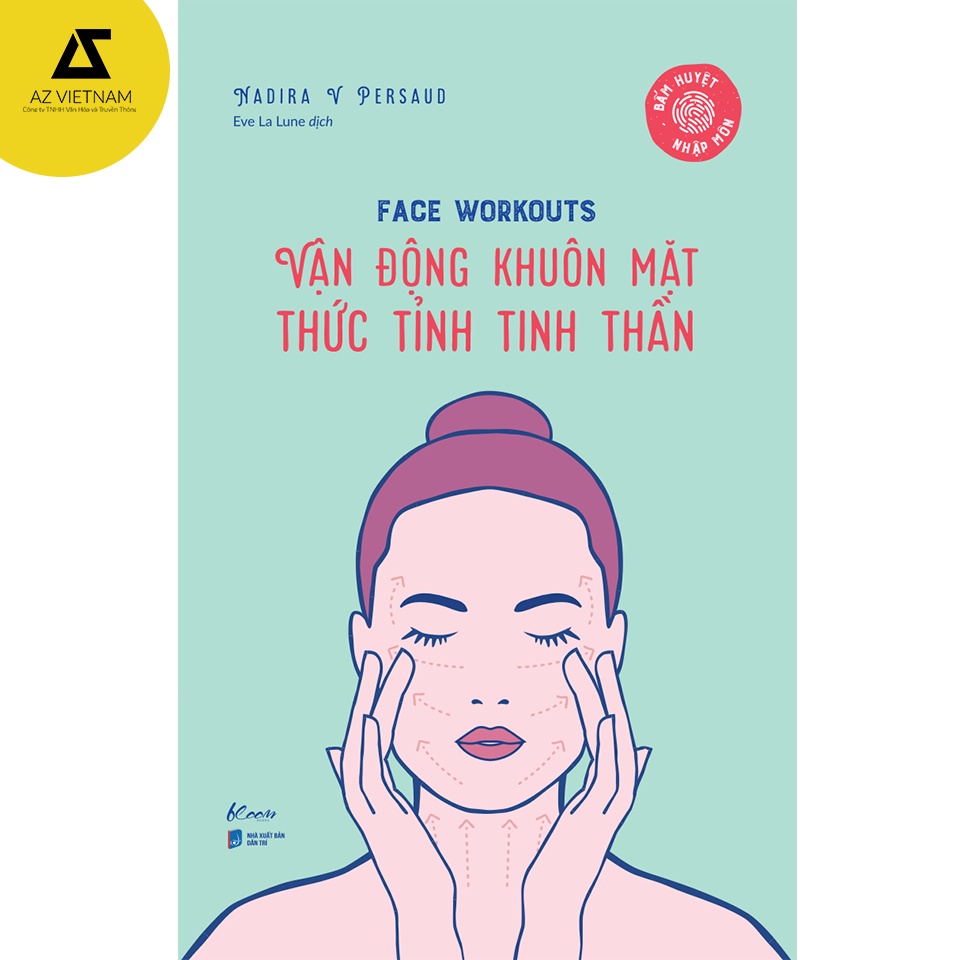 AZ VIETNAM
Công ty TNHH Văn Hóa và Truyền Thông
NADIRA V PERSAUD
Eve La Lune dịch
BẤM HUYỆT
NHẬP MÔN
FACE WORKOUTS
VẬN ĐỘNG KHUÔN MẶT
THỨC TỈNH TINH THẦN
bloom
NHÀ XUẤT BẢN
DÂN TRÍ